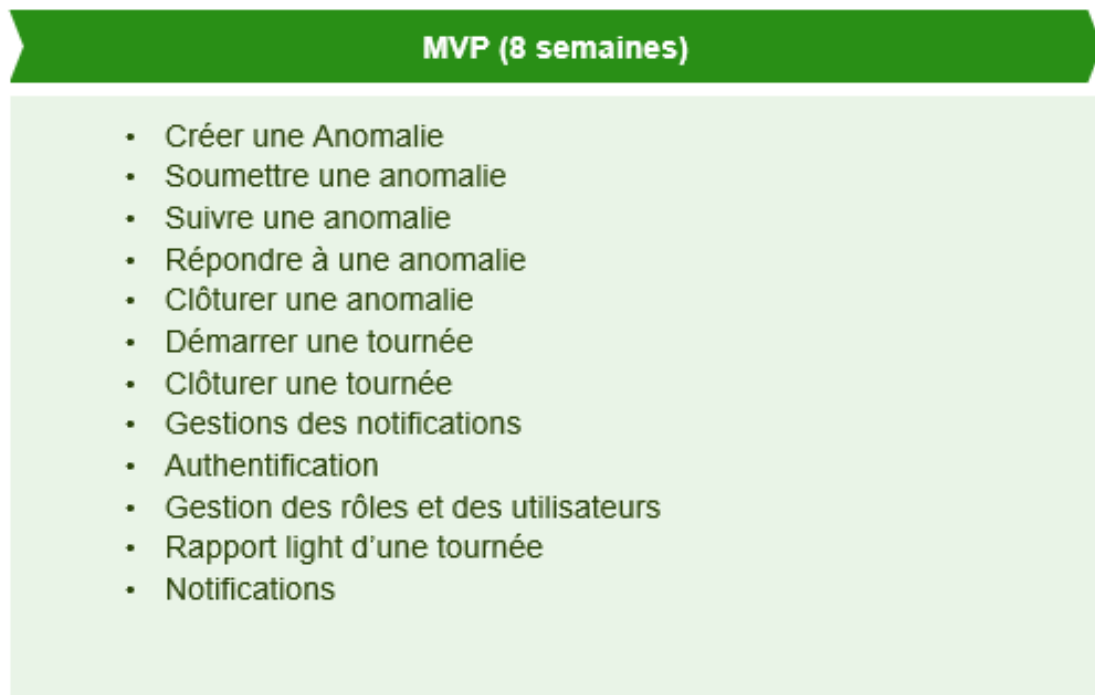 MVP (8 semaines)
• Créer une Anomalie
• Soumettre une anomalie
• Suivre une anomalie
• Répondre à une anomalie
• Clôturer une anomalie
• Démarrer une tournée
• Clôturer une tournée
• Gestions des notifications
• Authentification
• Gestion des rôles et des utilisateurs
• Rapport light d’une tournée
• Notifications